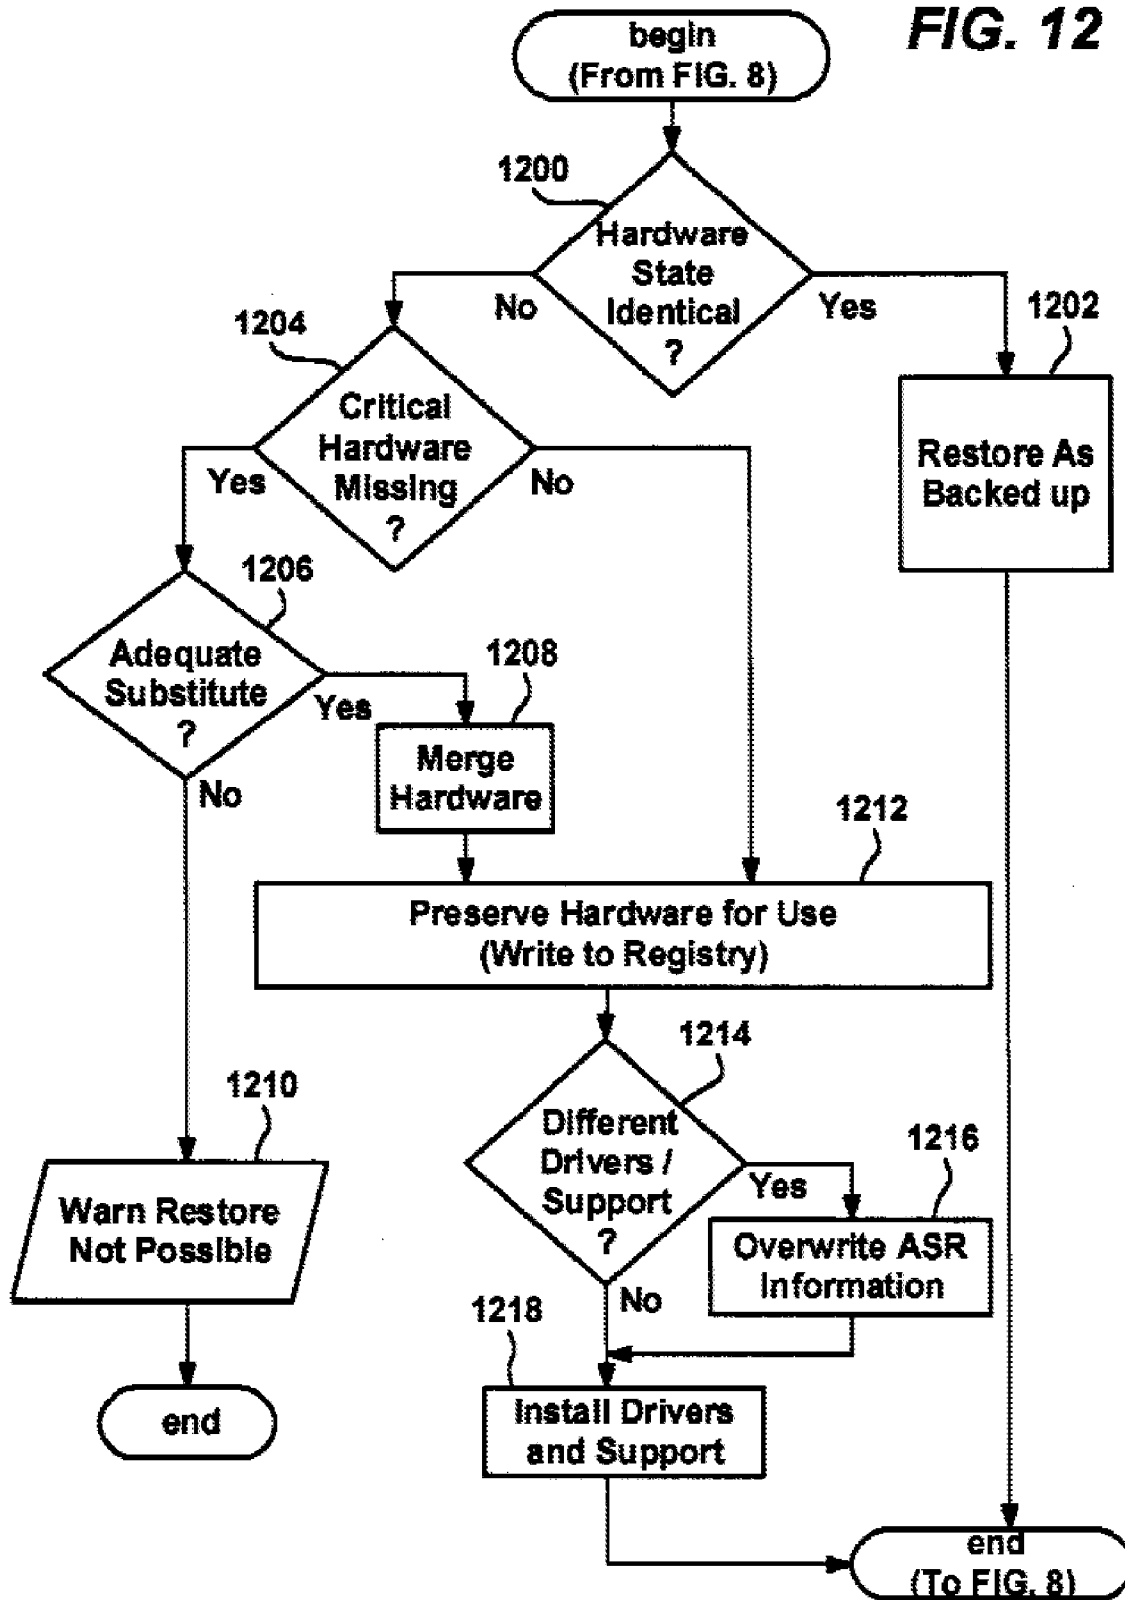 FIG. 12
begin
(From FIG. 8)
1200
Hardware
State
Identical
?
No
Yes
1202
Restore As
Backed up
1204
Critical
Hardware
Missing
?
Yes
No
1206
Adequate
Substitute
?
Yes
No
1208
Merge
Hardware
1212
Preserve Hardware for Use
(Write to Registry)
1214
Different
Drivers /
Support
?
Yes
No
1216
Overwrite ASR
Information
1210
Warn Restore
Not Possible
end
1218
Install Drivers
and Support
end
(To FIG. 8)